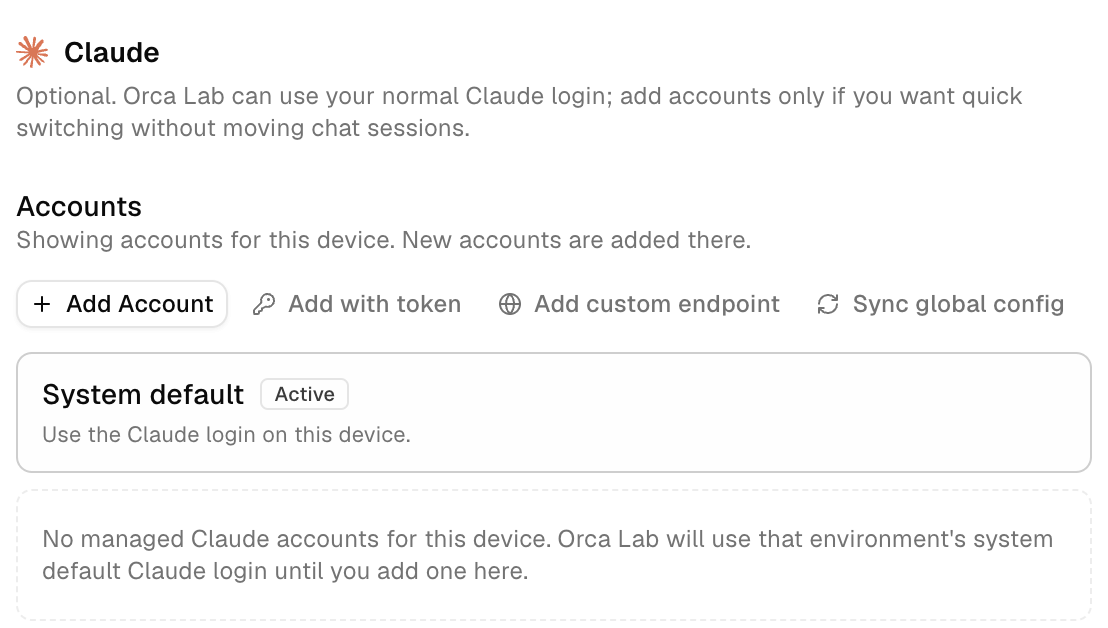 Claude
Optional. Orca Lab can use your normal Claude login; add accounts only if you want quick
switching without moving chat sessions.
Accounts
Showing accounts for this device. New accounts are added there.
Add Account Add with token Add custom endpoint Sync global config
System default Active
Use the Claude login on this device.
No managed Claude accounts for this device. Orca Lab will use that environment's system
default Claude login until you add one here.